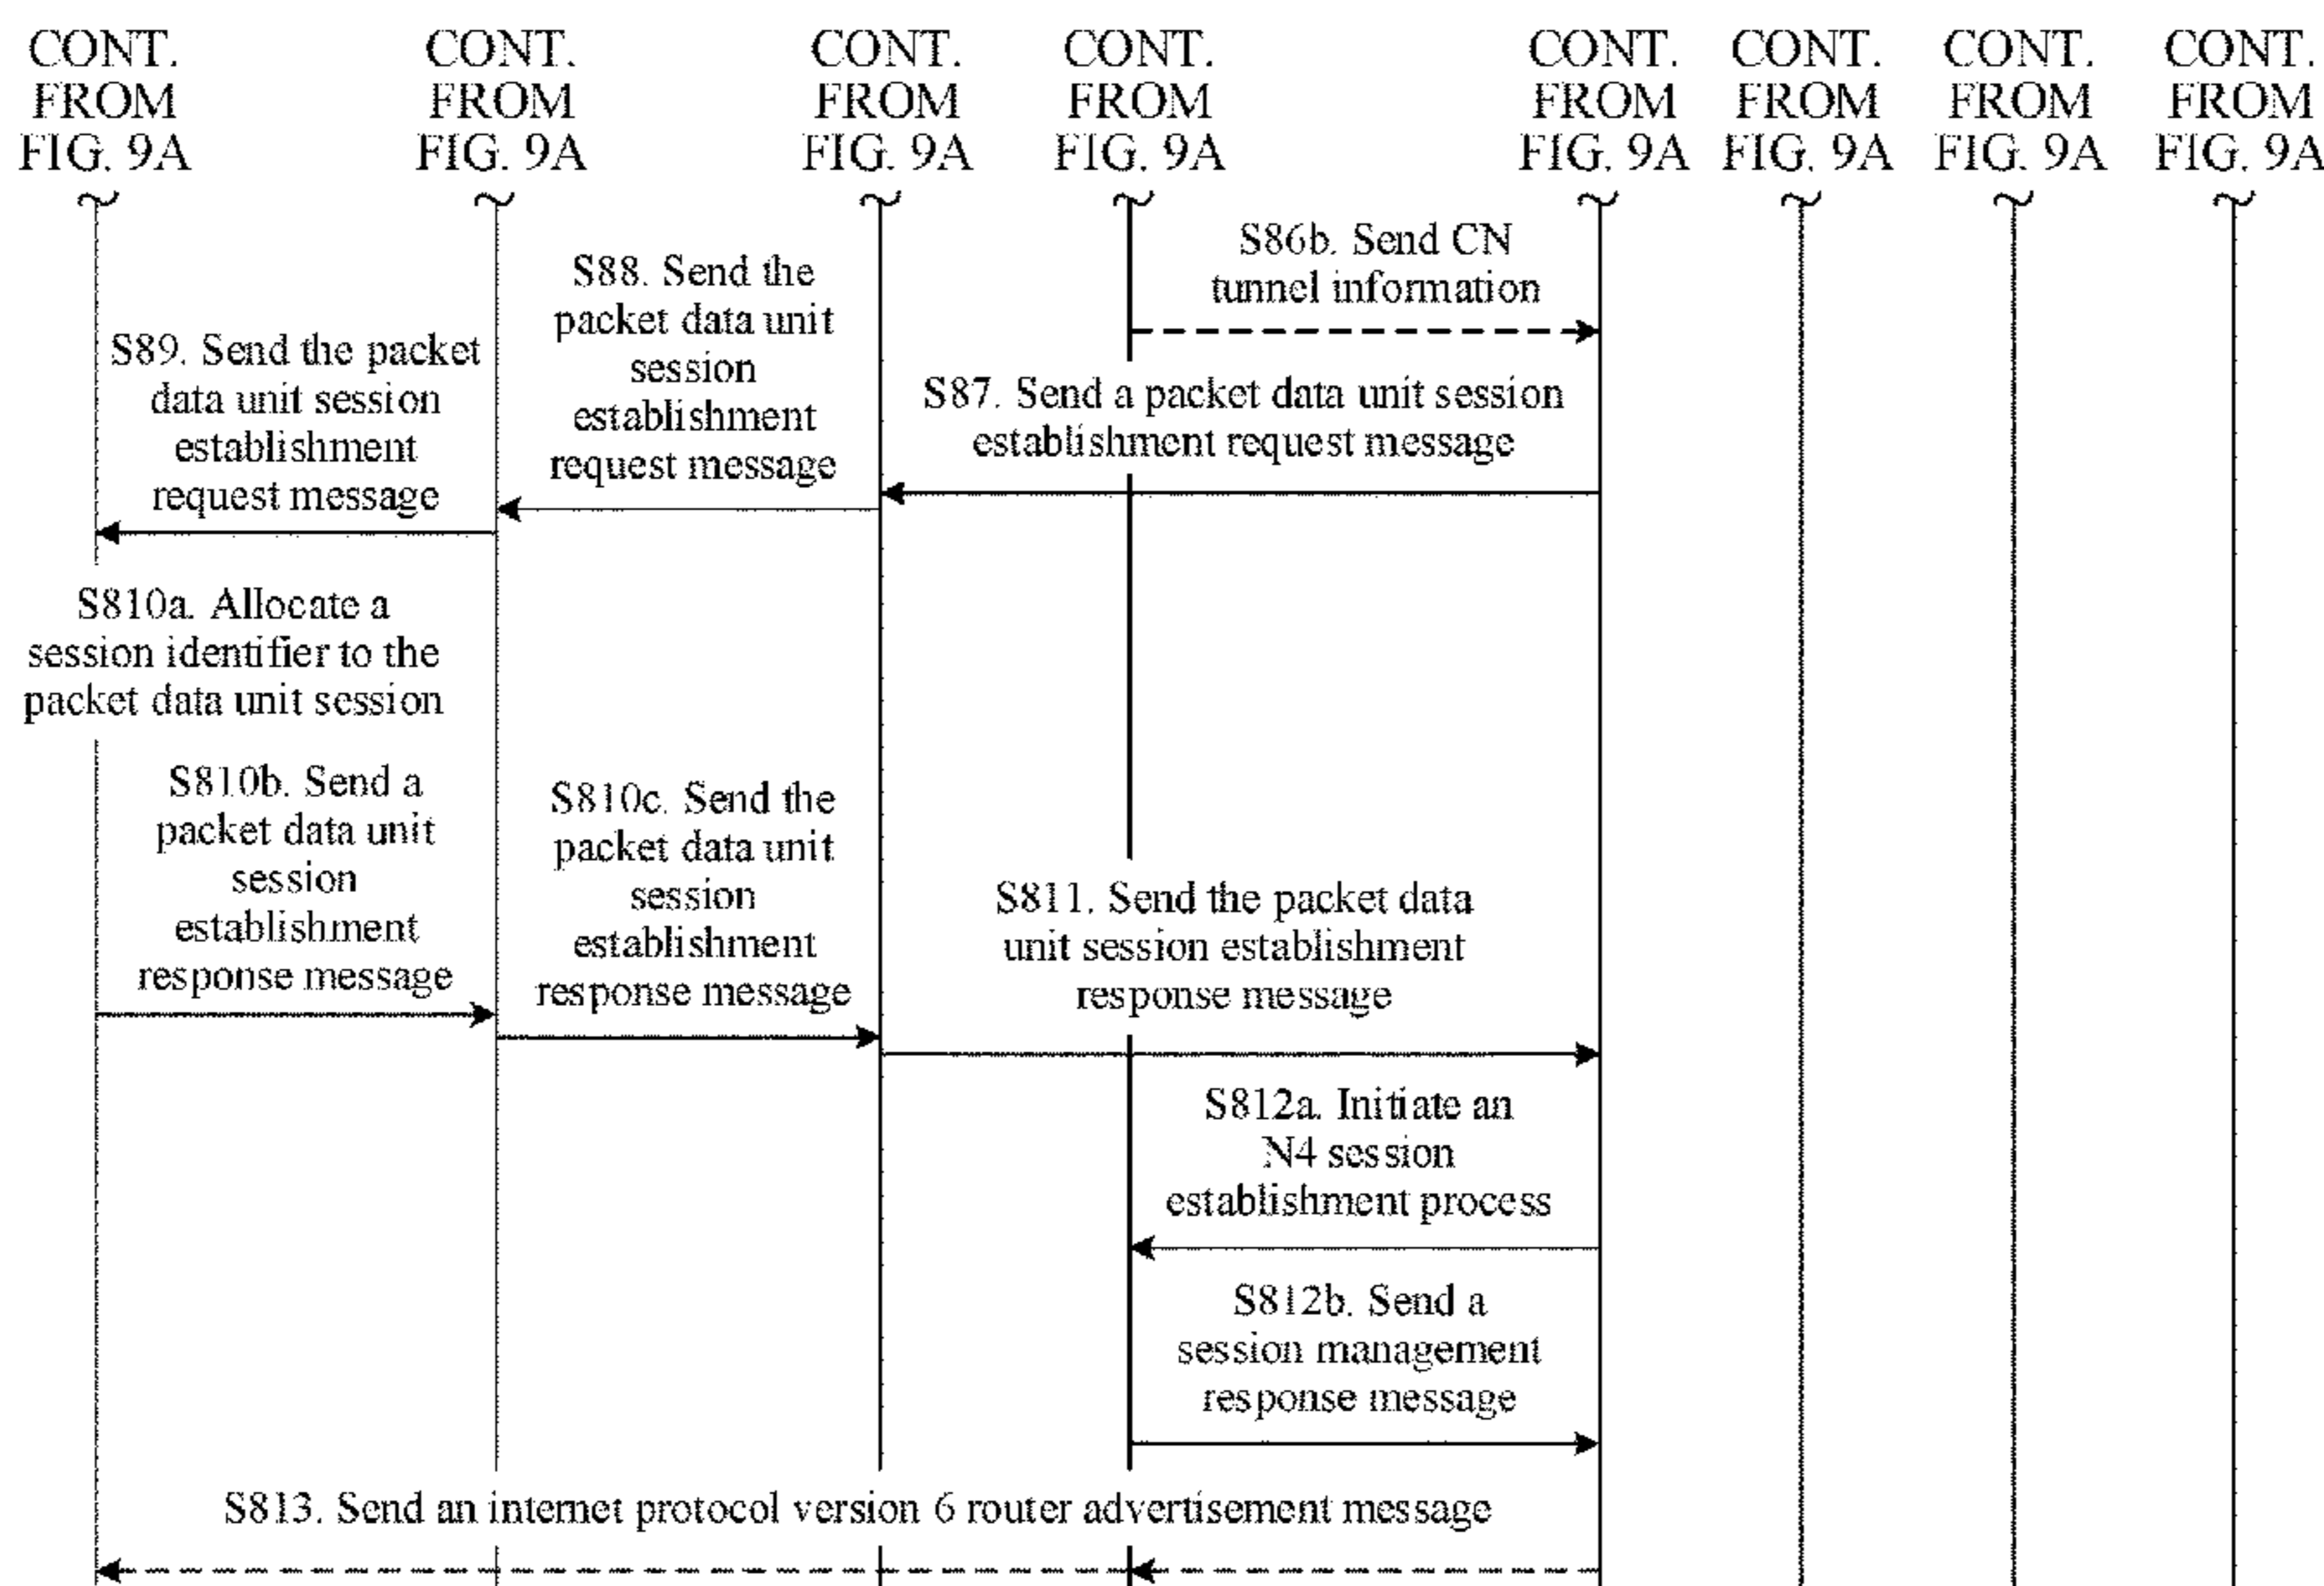 CONT. CONT. CONT. CONT. CONT. CONT. CONT. CONT.
FROM FROM FROM FROM FROM FROM FROM FROM
FIG. 9A FIG. 9A FIG. 9A FIG. 9A FIG. 9A FIG. 9A FIG. 9A FIG. 9A
S86b. Send CN
tunnel information
S87. Send a packet data unit session
establishment request message
S88. Send the
packet data unit
session
establishment
request message
S89. Send the packet
data unit session
establishment
request message
S810a. Allocate a
session identifier to the
packet data unit session
S810b. Send a
packet data unit
session
establishment
response message
S810c. Send the
packet data unit
session
establishment
response message
S811. Send the packet data
unit session establishment
response message
S812a. Initiate an
N4 session
establishment process
S812b. Send a
session management
response message
S813. Send an internet protocol version 6 router advertisement message